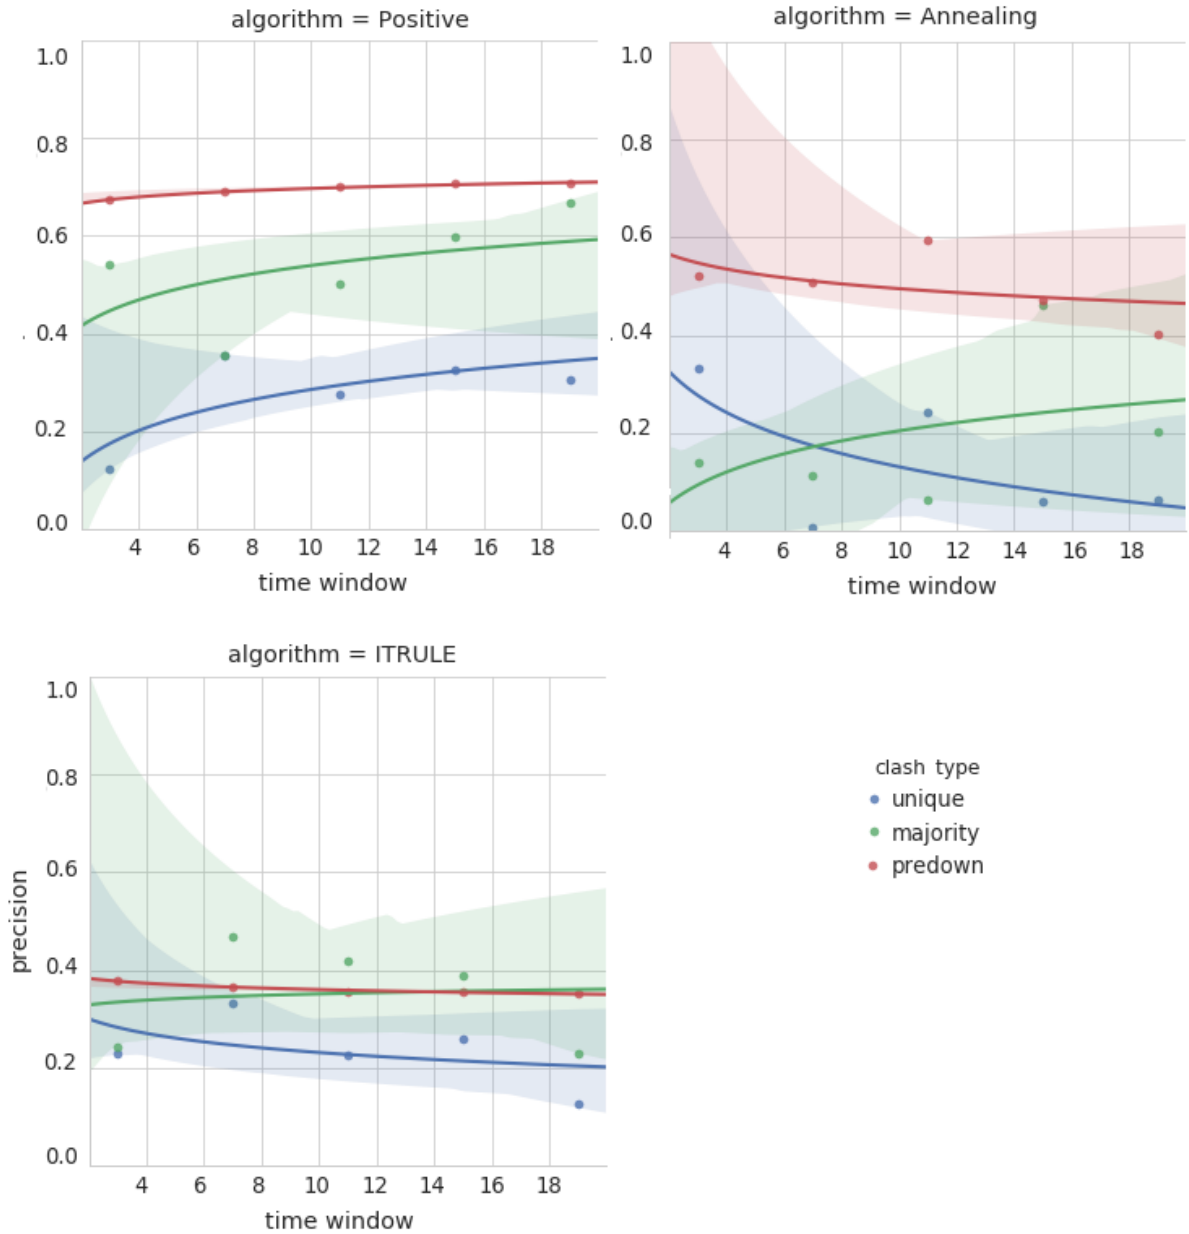 algorithm = Positive
1.0
0.8
0.6
0.4
0.2
0.0
4 6 8 10 12 14 16 18
time window
algorithm = Annealing
1.0
0.8
0.6
0.4
0.2
0.0
4 6 8 10 12 14 16 18
time window
algorithm = ITRULE
precision
1.0
0.8
0.6
0.4
0.2
0.0
4 6 8 10 12 14 16 18
time window
clash type
unique
majority
predown